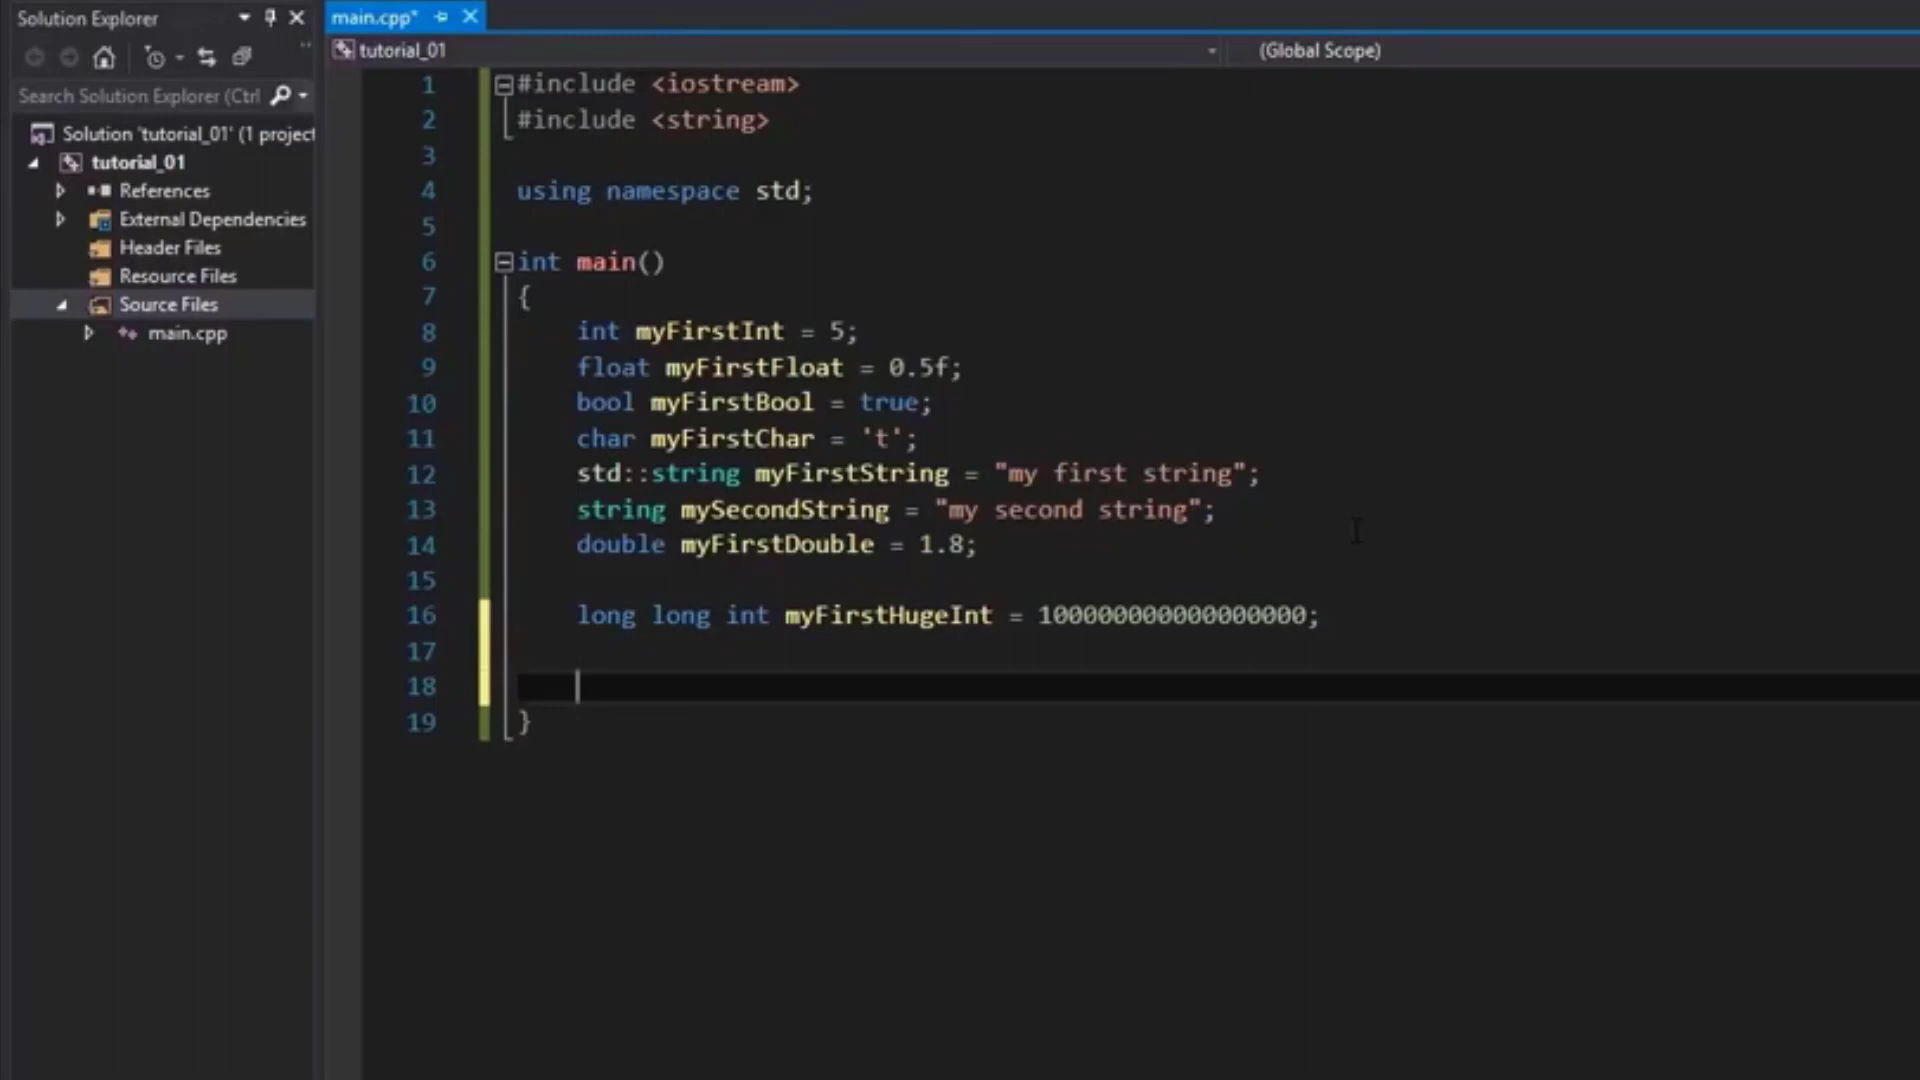 Solution Explorer
Search Solution Explorer (Ctrl
Solution 'tutorial_01' (1 project
tutorial_01
References
External Dependencies
Header Files
Resource Files
Source Files
main.cpp
main.cpp*
tutorial_01
(Global Scope)
1 #include <iostream>
2 #include <string>
3
4 using namespace std;
5
6 int main()
7 {
8 int myFirstInt = 5;
9 float myFirstFloat = 0.5f;
10 bool myFirstBool = true;
11 char myFirstChar = 't';
12 std::string myFirstString = "my first string";
13 string mySecondString = "my second string";
14 double myFirstDouble = 1.8;
15
16 long long int myFirstHugeInt = 100000000000000000;
17
18
19 }